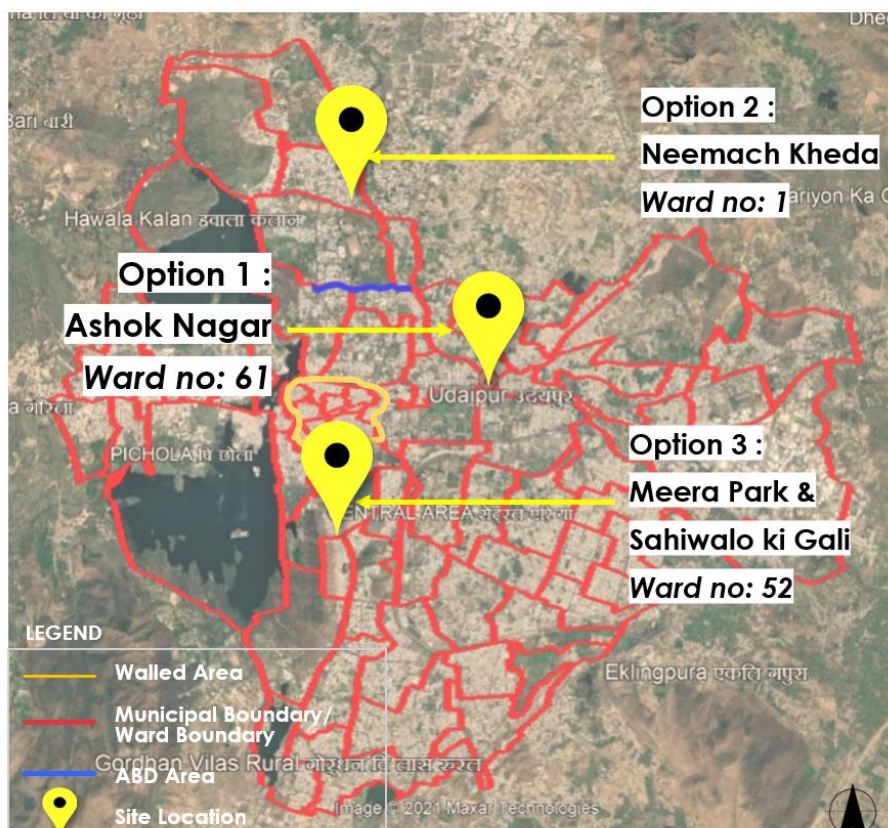 Dhe
Bari बारी
Option 2 :
Neemach Kheda
Ward no: 1
ariyon Ka
Hawala Kalan हवाला कलान
Option 1 :
Ashok Nagar
Ward no: 61
Udaipur उदयपुर
PICHOLA
Option 3 :
Meera Park &
Sahiwalo ki Gali
Ward no: 52
ENTRAL AREA सेंट्रल एरिया
LEGEND
Walled Area
Municipal Boundary/
Ward Boundary
ABD Area
Site Location
Eklingpura
Gordhan Vilas Rural गोरधन विलास रुरल
Image © 2021 Maxar Technologies